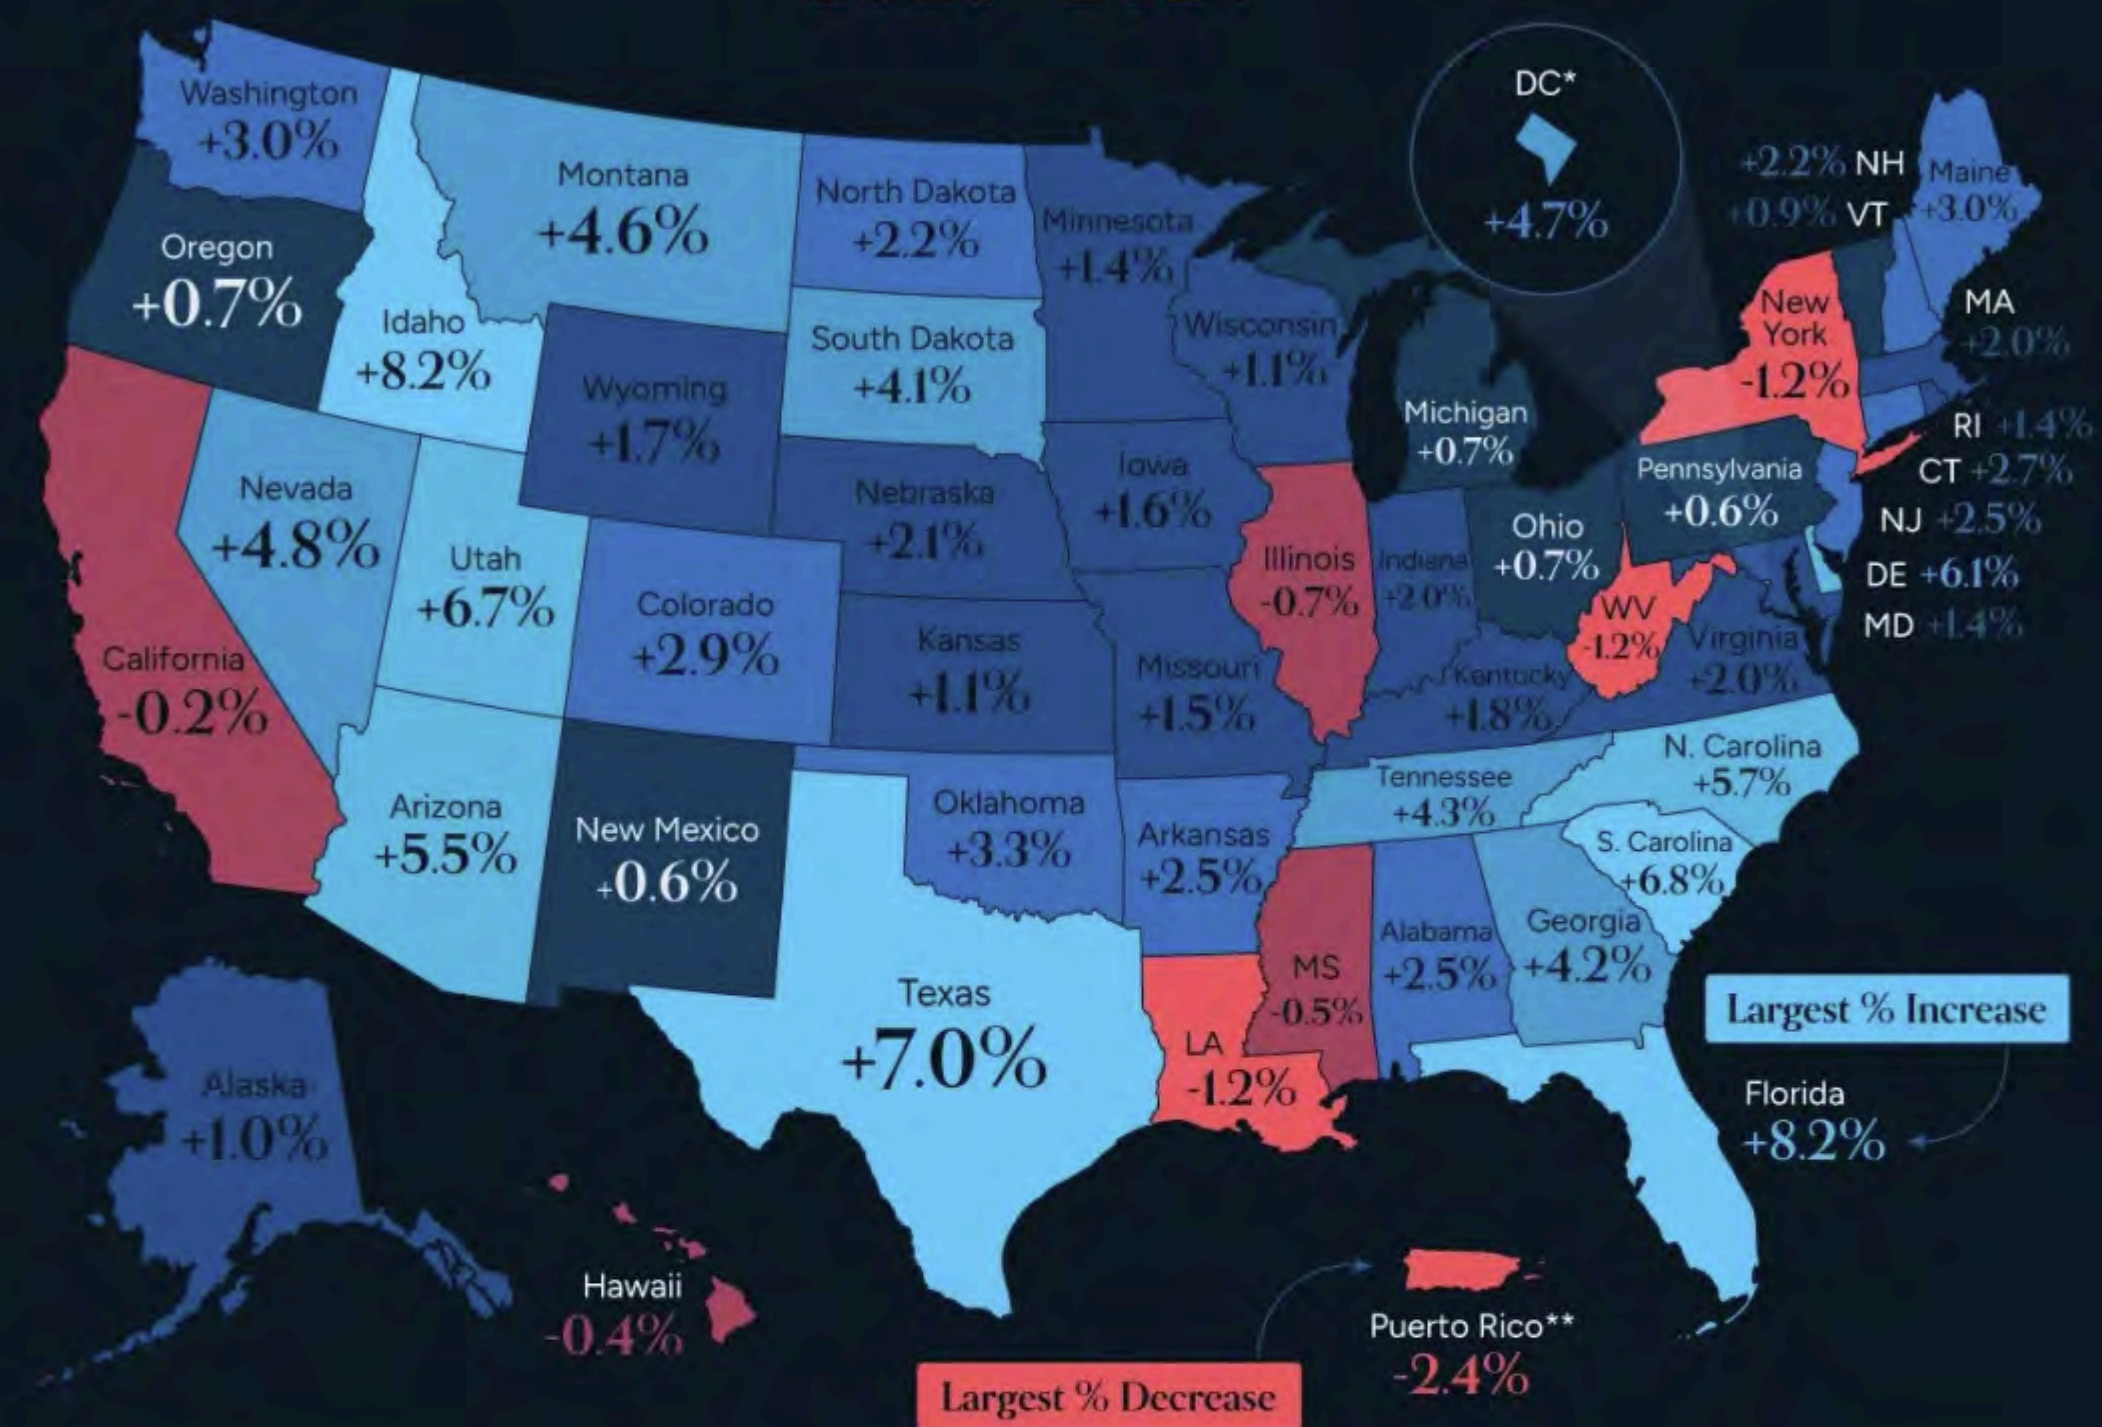 Washington
+3.0%
Oregon
+0.7%
Idaho
+8.2%
Montana
+4.6%
North Dakota
+2.2%
Minnesota
+1.4%
DC*
+4.7%
+2.2% NH
+0.9% VT
Maine
+3.0%
South Dakota
+4.1%
Wyoming
+1.7%
Wisconsin
+1.1%
Michigan
+0.7%
New
York
-1.2%
MA
+2.0%
RI +1.4%
CT +2.7%
NJ +2.5%
DE +6.1%
MD +1.4%
Nevada
+4.8%
Utah
+6.7%
Colorado
+2.9%
Nebraska
+2.1%
Iowa
+1.6%
Illinois
-0.7%
Indiana
+2.0%
Ohio
+0.7%
Pennsylvania
+0.6%
WV
-1.2%
Virginia
+2.0%
California
-0.2%
Kansas
+1.1%
Missouri
+1.5%
Kentucky
+1.8%
Arizona
+5.5%
New Mexico
+0.6%
Oklahoma
+3.3%
Arkansas
+2.5%
Tennessee
+4.3%
N. Carolina
+5.7%
S. Carolina
+6.8%
Texas
+7.0%
LA
-1.2%
MS
-0.5%
Alabama
+2.5%
Georgia
+4.2%
Largest % Increase
Florida
+8.2%
Alaska
+1.0%
Hawaii
-0.4%
Puerto Rico**
-2.4%
Largest % Decrease